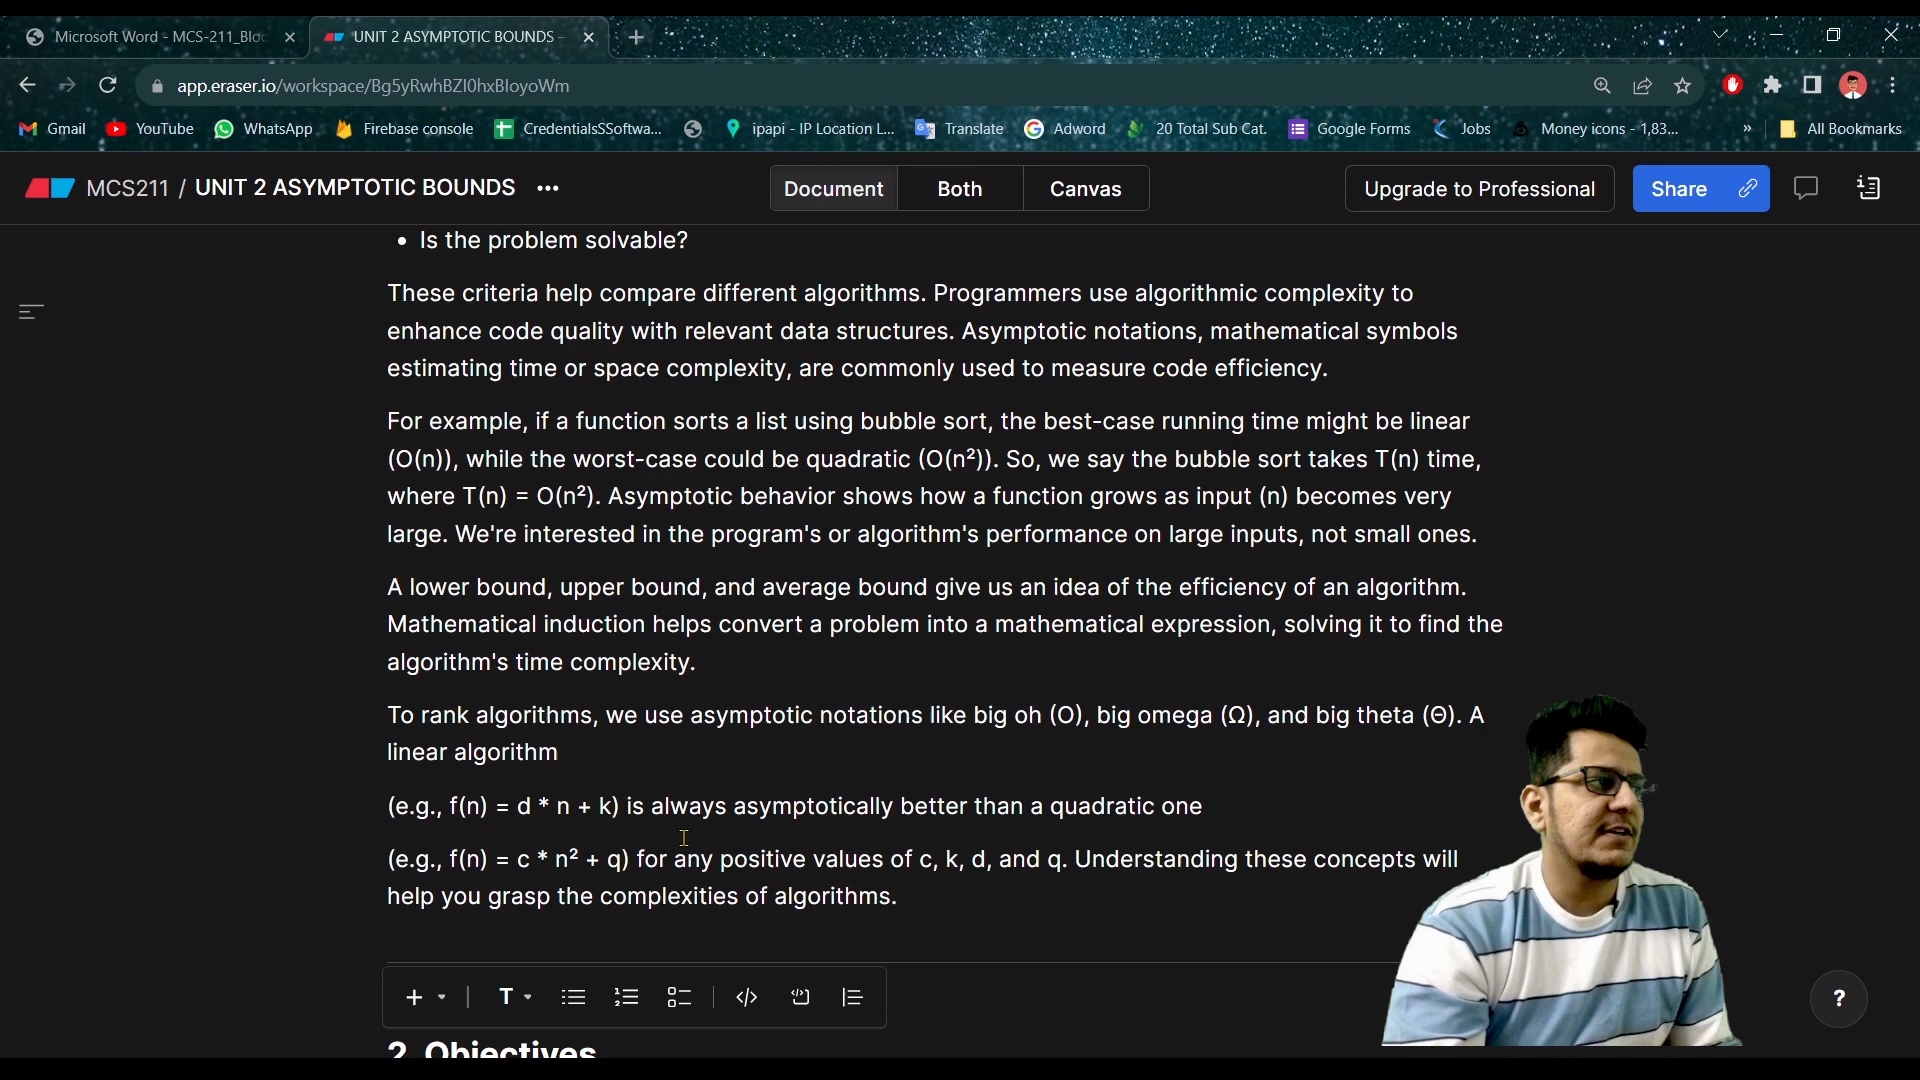 Microsoft Word - MCS-211_Blo
UNIT 2 ASYMPTOTIC BOUNDS -
app.eraser.io/workspace/Bg5yRwhBZI0hxBIoyoWm
Gmail
YouTube
WhatsApp
Firebase console
CredentialsSSoftwa...
ipapi - IP Location L...
Translate
Adword
20 Total Sub Cat.
Google Forms
Jobs
Money icons - 1,83...
»
All Bookmarks
MCS211 / UNIT 2 ASYMPTOTIC BOUNDS
Document
Both
Canvas
Upgrade to Professional
Share
• Is the problem solvable?
These criteria help compare different algorithms. Programmers use algorithmic complexity to
enhance code quality with relevant data structures. Asymptotic notations, mathematical symbols
estimating time or space complexity, are commonly used to measure code efficiency.
For example, if a function sorts a list using bubble sort, the best-case running time might be linear
(O(n)), while the worst-case could be quadratic (O(n²)). So, we say the bubble sort takes T(n) time,
where T(n) = O(n²). Asymptotic behavior shows how a function grows as input (n) becomes very
large. We're interested in the program's or algorithm's performance on large inputs, not small ones.
A lower bound, upper bound, and average bound give us an idea of the efficiency of an algorithm.
Mathematical induction helps convert a problem into a mathematical expression, solving it to find the
algorithm's time complexity.
To rank algorithms, we use asymptotic notations like big oh (O), big omega (Ω), and big theta (Θ). A
linear algorithm
(e.g., f(n) = d * n + k) is always asymptotically better than a quadratic one
(e.g., f(n) = c * n² + q) for any positive values of c, k, d, and q. Understanding these concepts will
help you grasp the complexities of algorithms.
T
?
2. Objectives